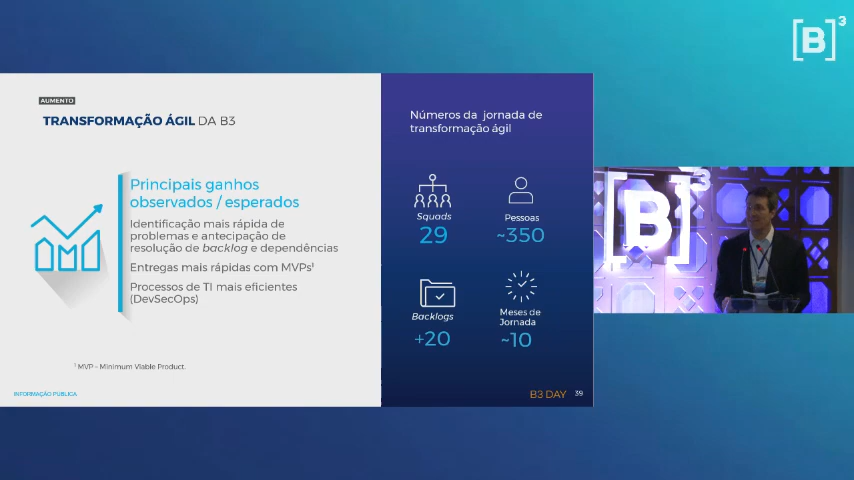 [B]³
AUMENTO
TRANSFORMAÇÃO ÁGIL DA B3
Principais ganhos
observados / esperados
Identificação mais rápida de
problemas e antecipação de
resolução de backlog e dependências
Entregas mais rápidas com MVPs¹
Processos de TI mais eficientes
(DevSecOps)
¹ MVP – Minimum Viable Product.
INFORMAÇÃO PÚBLICA
Números da jornada de
transformação ágil
Squads
29
Pessoas
~350
Backlogs
+20
Meses de
Jornada
~10
B3 DAY 39
[B]³